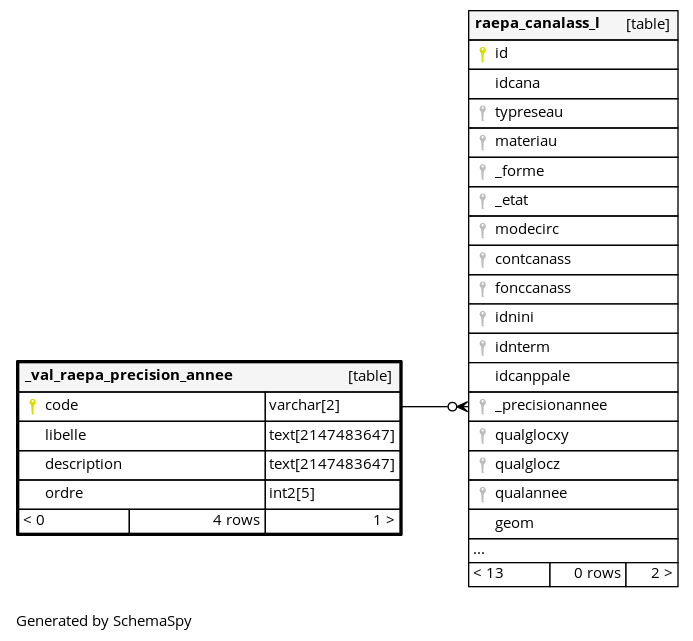 raepa_canalass_l [table]
id
idcana
typreseau
materiau
_forme
_etat
modecirc
contcanass
fonccanass
idnini
idnterm
idcanppale
_precisionannee
qualglocxy
qualglocz
qualannee
geom
...
< 13 0 rows 2 >
_val_raepa_precision_annee [table]
code varchar[2]
libelle text[2147483647]
description text[2147483647]
ordre int2[5]
< 0 4 rows 1 >
Generated by SchemaSpy